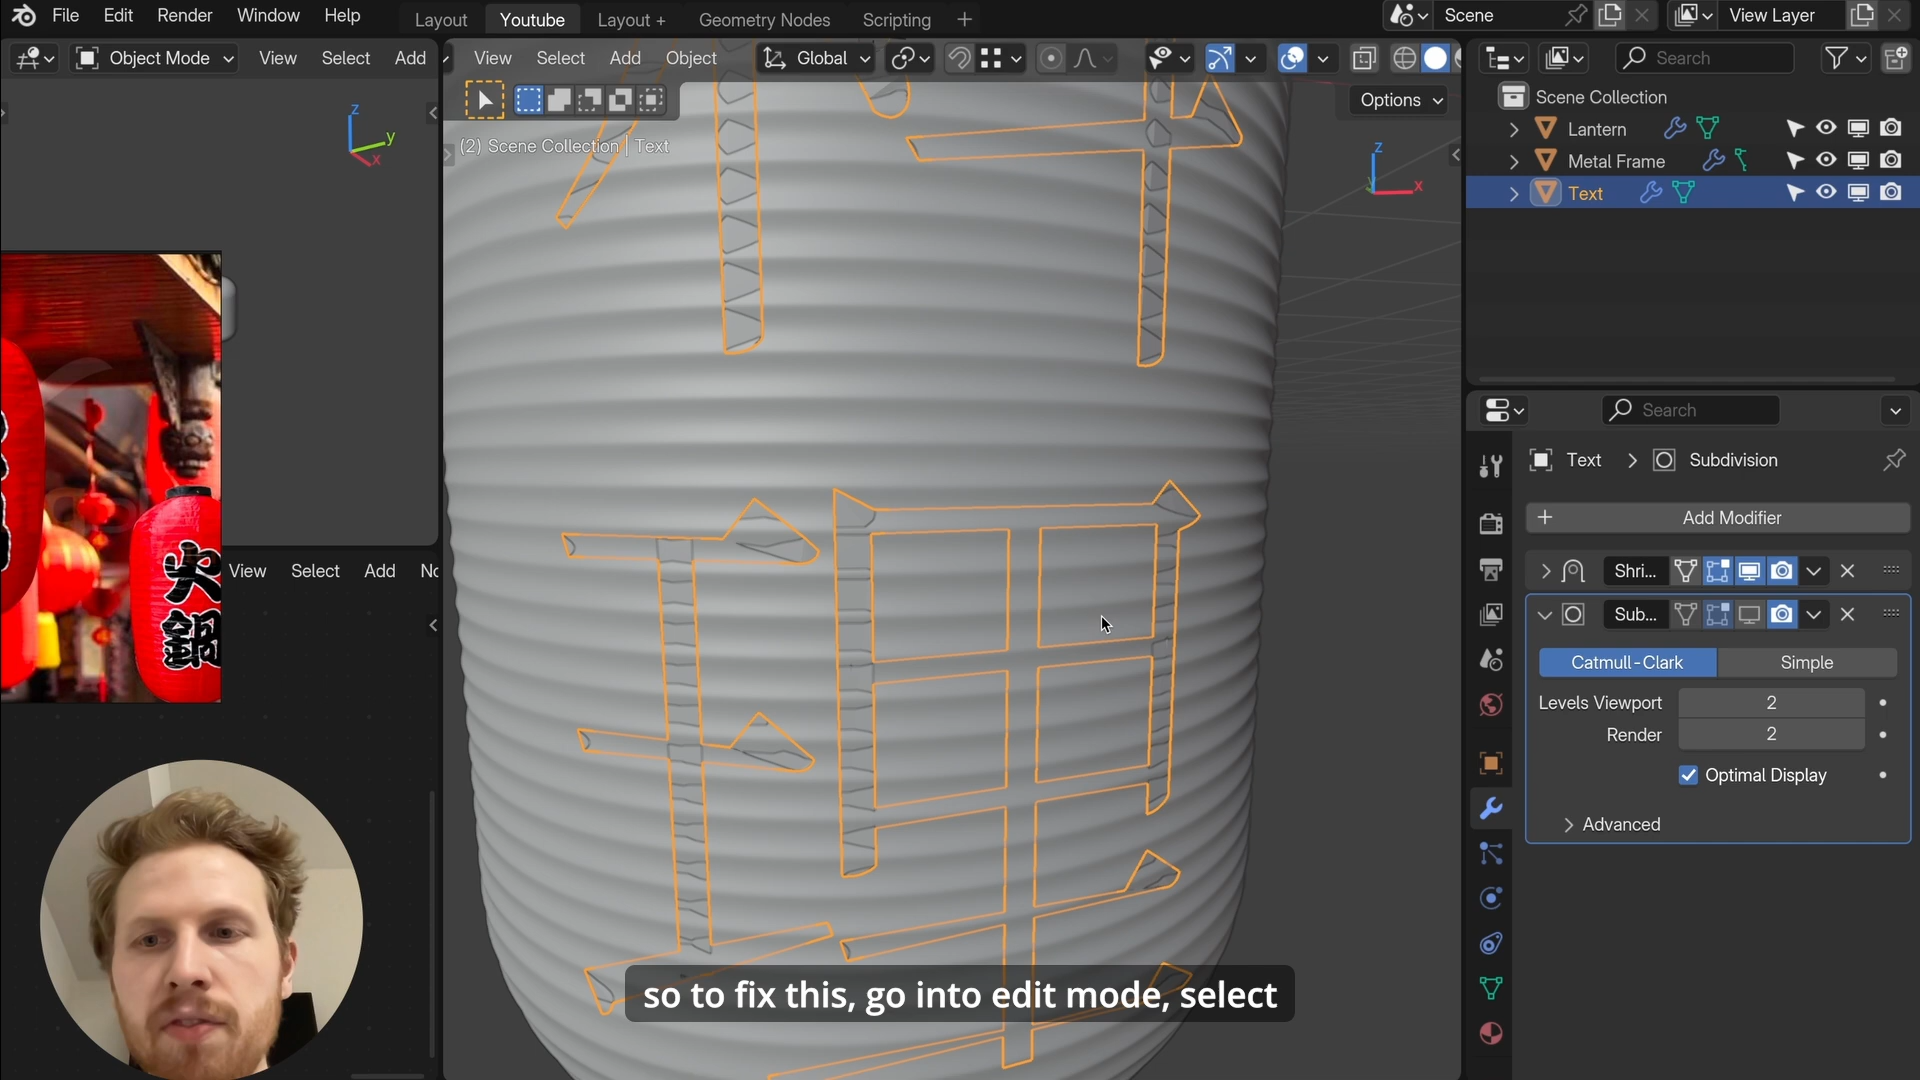 File Edit Render Window Help
Layout Youtube Layout + Geometry Nodes Scripting +
Scene
View Layer
Object Mode View Select Add
View Select Add Object Global
Options
(2) Scene Collection | Text
z
y
x
z
x
Search
Scene Collection
Lantern
Metal Frame
Text
Search
Text > Subdivision
+ Add Modifier
Shri...
Sub...
Catmull-Clark Simple
Levels Viewport 2
Render 2
Optimal Display
Advanced
火
鍋
View Select Add
土
so to fix this, go into edit mode, select